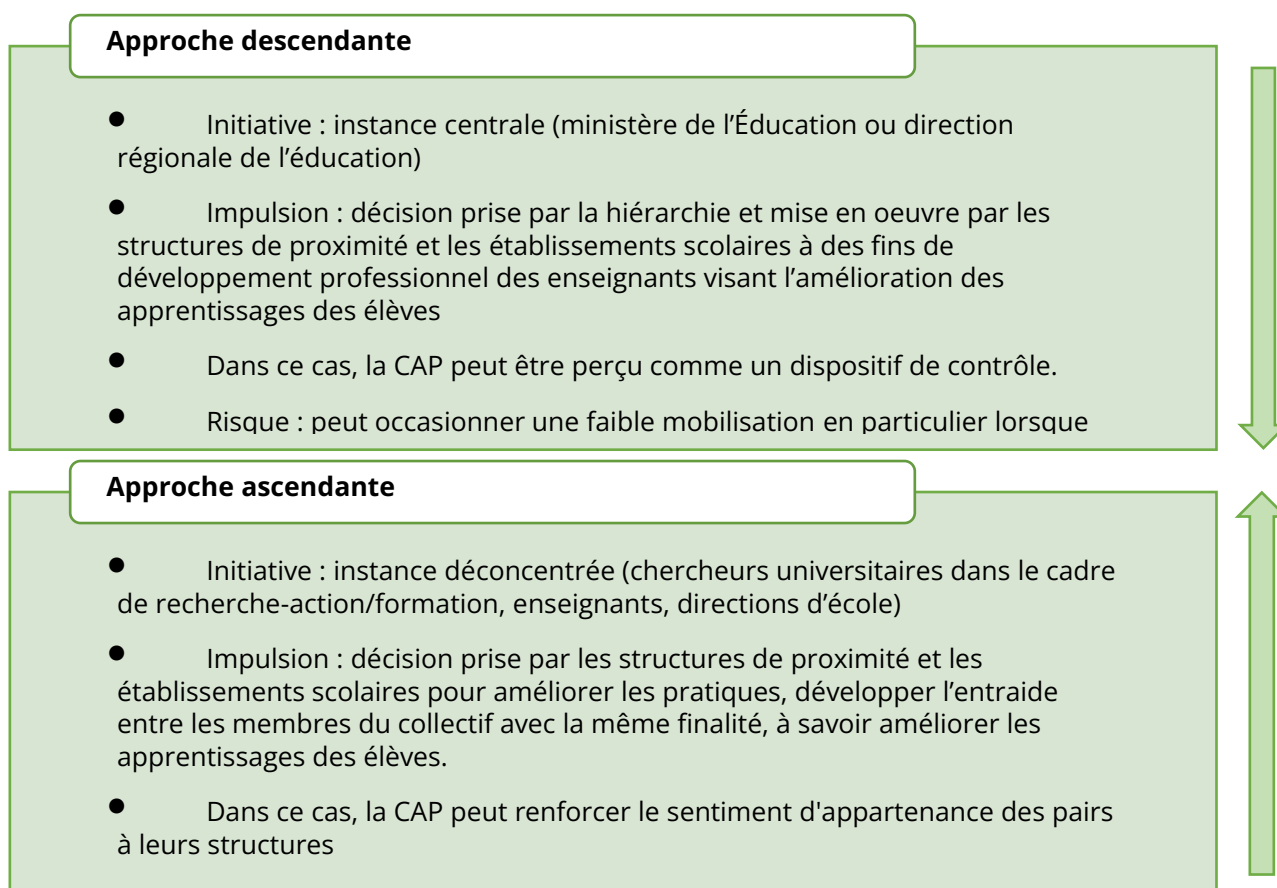 Approche descendante
● Initiative : instance centrale (ministère de l’Éducation ou direction
régionale de l’éducation)
● Impulsion : décision prise par la hiérarchie et mise en oeuvre par les
structures de proximité et les établissements scolaires à des fins de
développement professionnel des enseignants visant l’amélioration des
apprentissages des élèves
● Dans ce cas, la CAP peut être perçu comme un dispositif de contrôle.
● Risque : peut occasionner une faible mobilisation en particulier lorsque
Approche ascendante
● Initiative : instance déconcentrée (chercheurs universitaires dans le cadre
de recherche-action/formation, enseignants, directions d’école)
● Impulsion : décision prise par les structures de proximité et les
établissements scolaires pour améliorer les pratiques, développer l’entraide
entre les membres du collectif avec la même finalité, à savoir améliorer les
apprentissages des élèves.
● Dans ce cas, la CAP peut renforcer le sentiment d'appartenance des pairs
à leurs structures